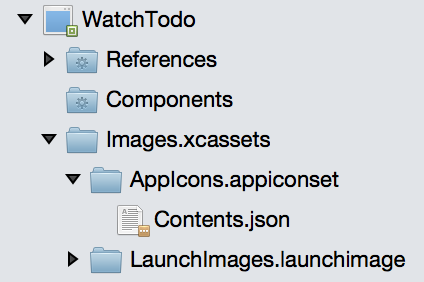 WatchTodo
References
Components
Images.xcassets
AppIcons.appiconset
Contents.json
LaunchImages.launchimage